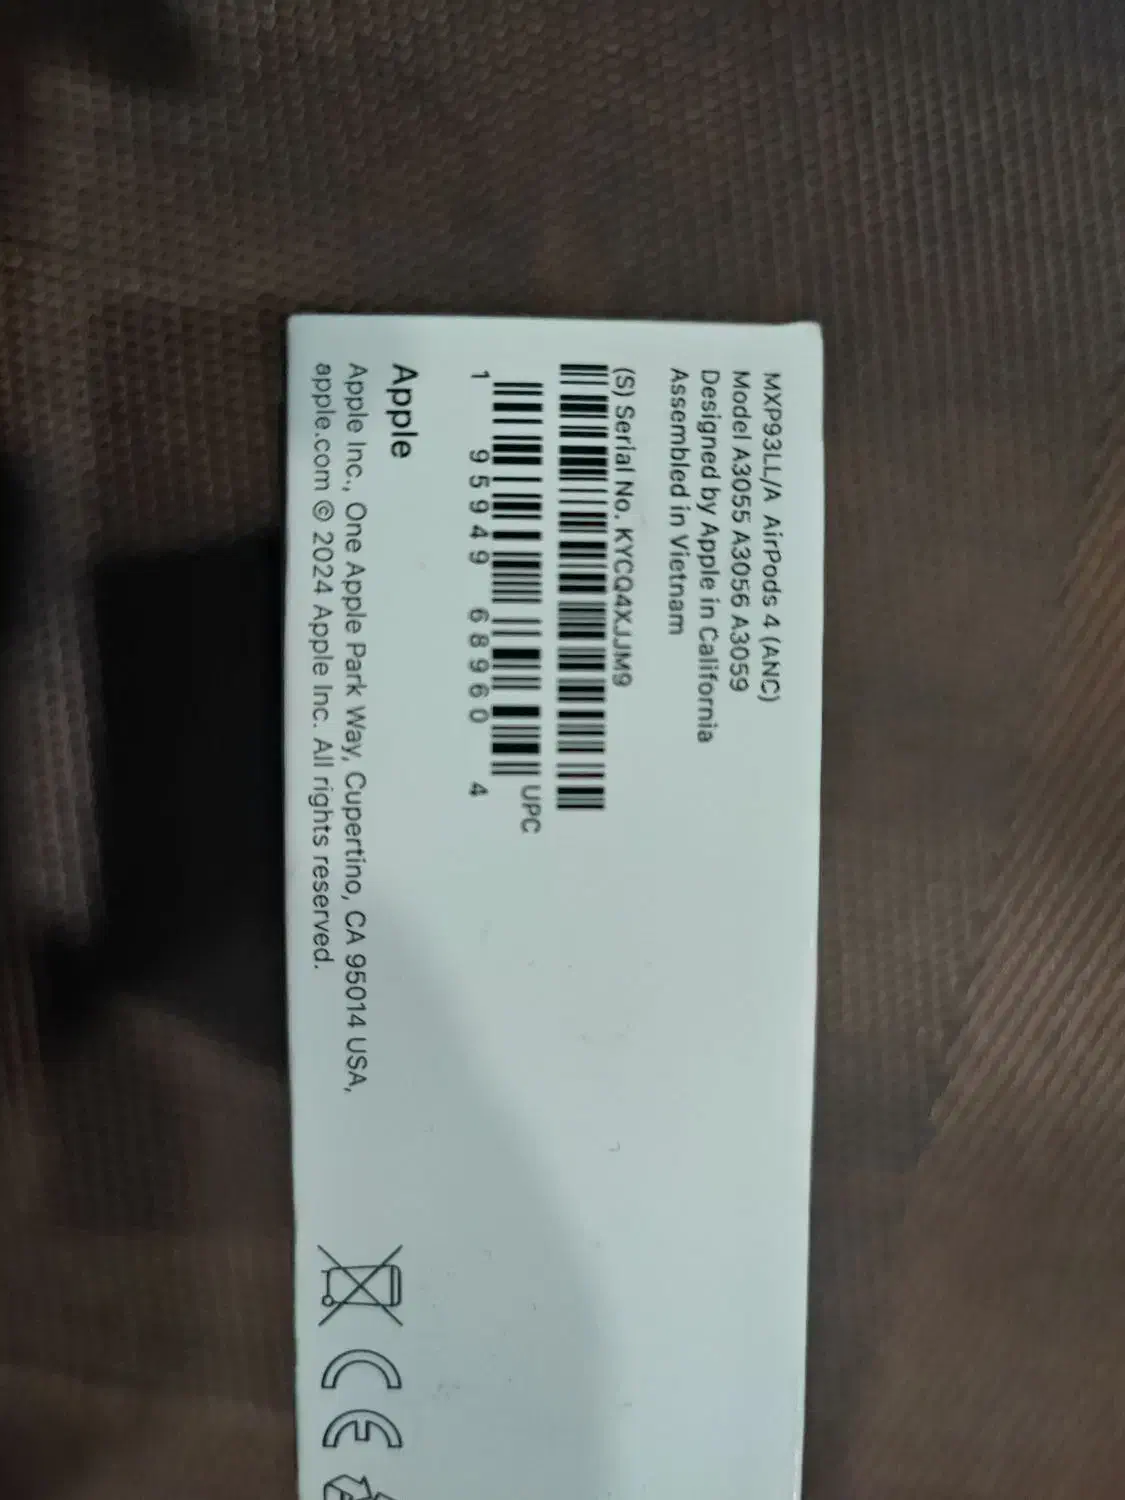 MXP93LL/A AirPods 4 (ANC)
Model A3055 A3056 A3059
Designed by Apple in California
Assembled in Vietnam
(S) Serial No. KYCQ4XJJM9
UPC
1 95949 68960 4
Apple
Apple Inc., One Apple Park Way, Cupertino, CA 95014 USA,
apple.com © 2024 Apple Inc. All rights reserved.
CE